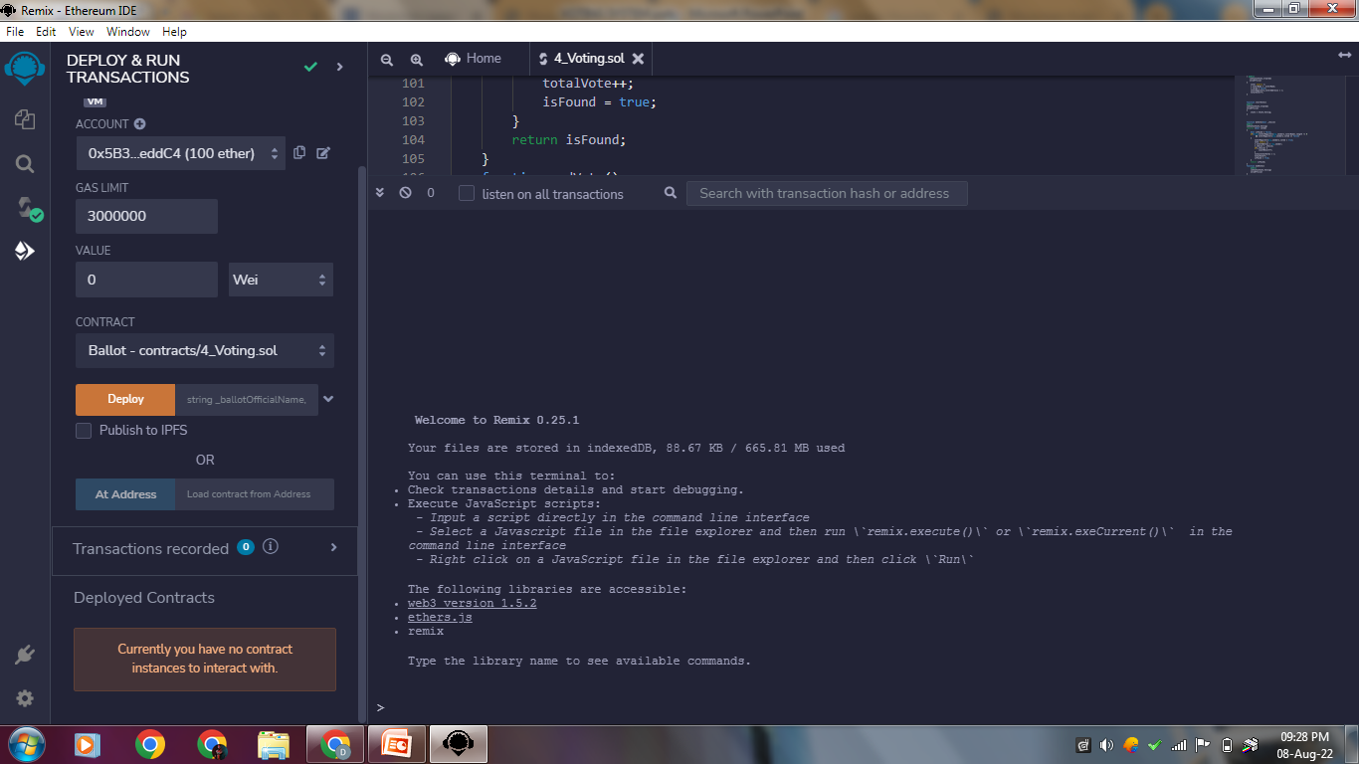 Remix - Ethereum IDE
File Edit View Window Help
DEPLOY & RUN
TRANSACTIONS
VM
ACCOUNT
0x5B3...eddC4 (100 ether)
GAS LIMIT
3000000
VALUE
0 Wei
CONTRACT
Ballot - contracts/4_Voting.sol
Deploy string _ballotOfficialName,
Publish to IPFS
OR
At Address Load contract from Address
Transactions recorded 0
Deployed Contracts
Currently you have no contract
instances to interact with.
Home 4_Voting.sol
101 totalVote++;
102 isFound = true;
103 }
104 return isFound;
105 }
0 listen on all transactions Search with transaction hash or address
Welcome to Remix 0.25.1
Your files are stored in indexedDB, 88.67 KB / 665.81 MB used
You can use this terminal to:
• Check transactions details and start debugging.
• Execute JavaScript scripts:
- Input a script directly in the command line interface
- Select a Javascript file in the file explorer and then run \`remix.execute()\` or \`remix.exeCurrent()\` in the
command line interface
- Right click on a JavaScript file in the file explorer and then click \`Run\`
The following libraries are accessible:
• web3 version 1.5.2
• ethers.js
• remix
Type the library name to see available commands.
>
D
09:28 PM
08-Aug-22